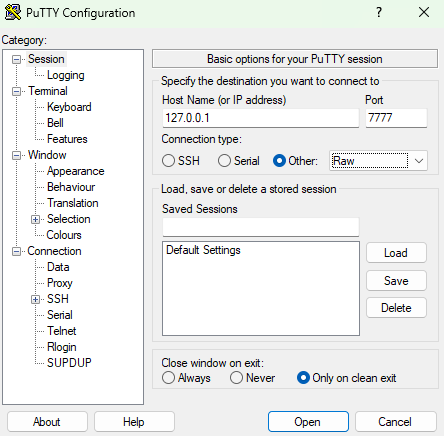 PuTTY Configuration
Category:
Session
Logging
Terminal
Keyboard
Bell
Features
Window
Appearance
Behaviour
Translation
Selection
Colours
Connection
Data
Proxy
SSH
Serial
Telnet
Rlogin
SUPDUP
Basic options for your PuTTY session
Specify the destination you want to connect to
Host Name (or IP address) Port
127.0.0.1 7777
Connection type:
SSH Serial Other: Raw
Load, save or delete a stored session
Saved Sessions
Default Settings
Load
Save
Delete
Close window on exit:
Always Never Only on clean exit
About Help Open Cancel